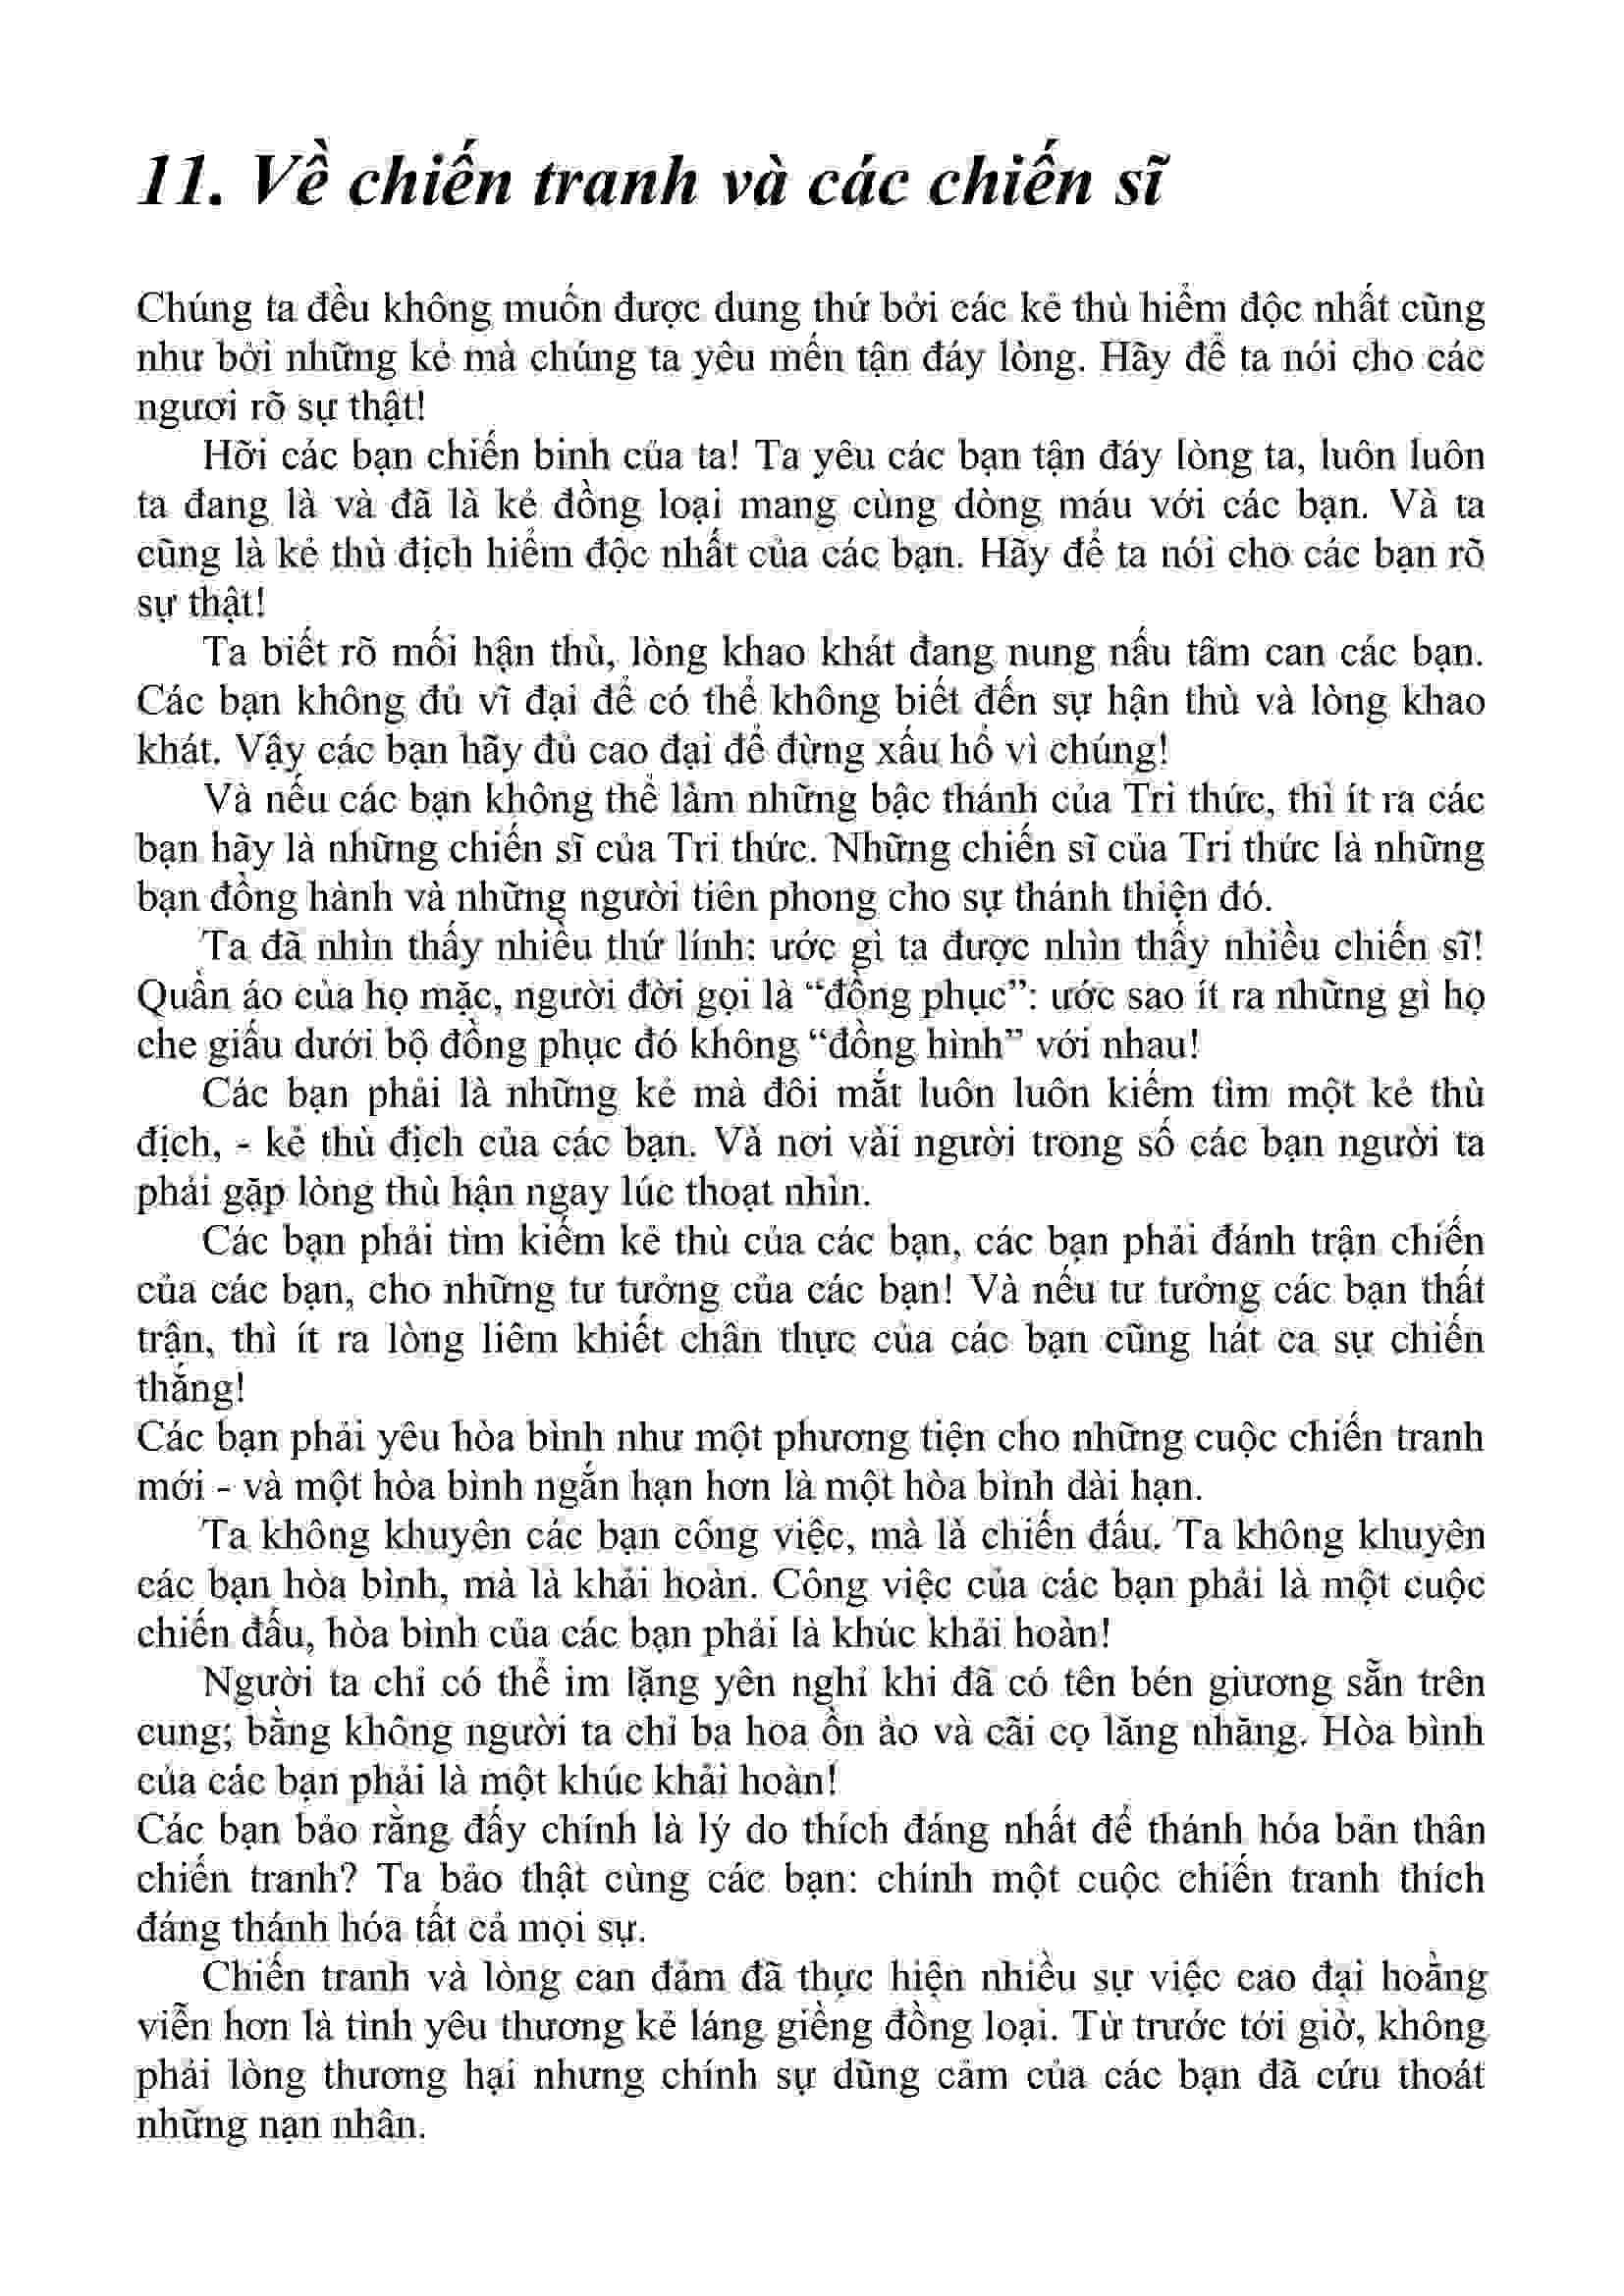 11. Về chiến tranh và các chiến sĩ
Chúng ta đều không muốn được dung thứ bởi các kẻ thù hiểm độc nhất cũng
như bởi những kẻ mà chúng ta yêu mến tận đáy lòng. Hãy để ta nói cho các
ngươi rõ sự thật!
Hỡi các bạn chiến binh của ta! Ta yêu các bạn tận đáy lòng ta, luôn luôn
ta đang là và đã là kẻ đồng loại mang cùng dòng máu với các bạn. Và ta
cũng là kẻ thù địch hiểm độc nhất của các bạn. Hãy để ta nói cho các bạn rõ
sự thật!
Ta biết rõ mối hận thù, lòng khao khát đang nung nấu tâm can các bạn.
Các bạn không đủ vĩ đại để có thể không biết đến sự hận thù và lòng khao
khát. Vậy các bạn hãy đủ cao đại để đừng xấu hổ vì chúng!
Và nếu các bạn không thể làm những bậc thánh của Tri thức, thì ít ra các
bạn hãy là những chiến sĩ của Tri thức. Những chiến sĩ của Tri thức là những
bạn đồng hành và những người tiên phong cho sự thánh thiện đó.
Ta đã nhìn thấy nhiều thứ lính: ước gì ta được nhìn thấy nhiều chiến sĩ!
Quần áo của họ mặc, người đời gọi là “đồng phục”: ước sao ít ra những gì họ
che giấu dưới bộ đồng phục đó không “đồng hình” với nhau!
Các bạn phải là những kẻ mà đôi mắt luôn luôn kiếm tìm một kẻ thù
địch, - kẻ thù địch của các bạn. Và nơi vài người trong số các bạn người ta
phải gặp lòng thù hận ngay lúc thoạt nhìn.
Các bạn phải tìm kiếm kẻ thù của các bạn, các bạn phải đánh trận chiến
của các bạn, cho những tư tưởng của các bạn! Và nếu tư tưởng các bạn thất
trận, thì ít ra lòng liêm khiết chân thực của các bạn cũng hát ca sự chiến
thắng!
Các bạn phải yêu hòa bình như một phương tiện cho những cuộc chiến tranh
mới - và một hòa bình ngắn hạn hơn là một hòa bình dài hạn.
Ta không khuyên các bạn công việc, mà là chiến đấu. Ta không khuyên
các bạn hòa bình, mà là khải hoàn. Công việc của các bạn phải là một cuộc
chiến đấu, hòa bình của các bạn phải là khúc khải hoàn!
Người ta chỉ có thể im lặng yên nghỉ khi đã có tên bén giương sẵn trên
cung; bằng không người ta chỉ ba hoa ồn ào và cãi cọ lăng nhăng. Hòa bình
của các bạn phải là một khúc khải hoàn!
Các bạn bảo rằng đấy chính là lý do thích đáng nhất để thánh hóa bản thân
chiến tranh? Ta bảo thật cùng các bạn: chính một cuộc chiến tranh thích
đáng thánh hóa tất cả mọi sự.
Chiến tranh và lòng can đảm đã thực hiện nhiều sự việc cao đại hoằng
viễn hơn là tình yêu thương kẻ láng giềng đồng loại. Từ trước tới giờ, không
phải lòng thương hại nhưng chính sự dũng cảm của các bạn đã cứu thoát
những nạn nhân.